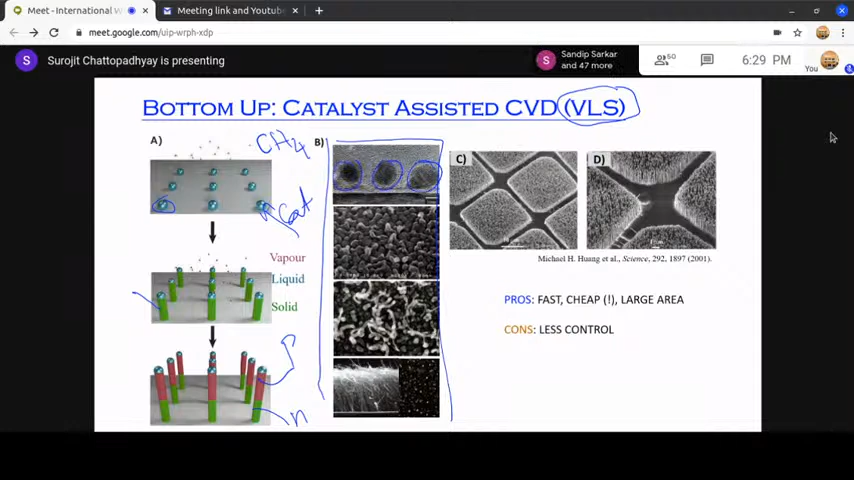 Meet - International W
Meeting link and Youtube
meet.google.com/uip-wrph-xdp
S
Surojit Chattopadhyay is presenting
S
Sandip Sarkar
and 47 more
50
6:29 PM
You
BOTTOM UP: CATALYST ASSISTED CVD (VLS)
A)
CH4
Cat
Vapour
Liquid
Solid
P
n
B)
C)
D)
Michael H. Huang et al., Science, 292, 1897 (2001).
PROS: FAST, CHEAP (!), LARGE AREA
CONS: LESS CONTROL